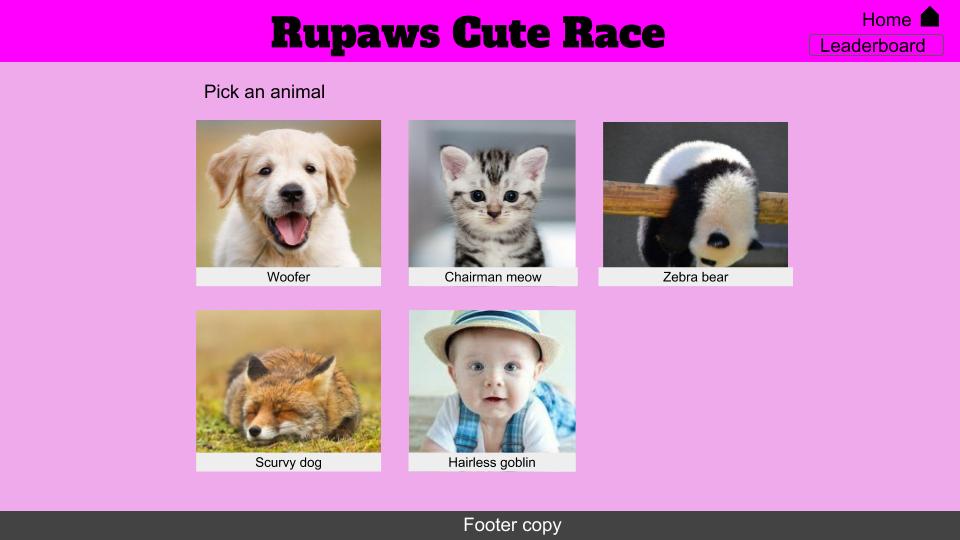 Rupaws Cute Race
Home
Leaderboard
Pick an animal
Woofer
Chairman meow
Zebra bear
Scurvy dog
Hairless goblin
Footer copy